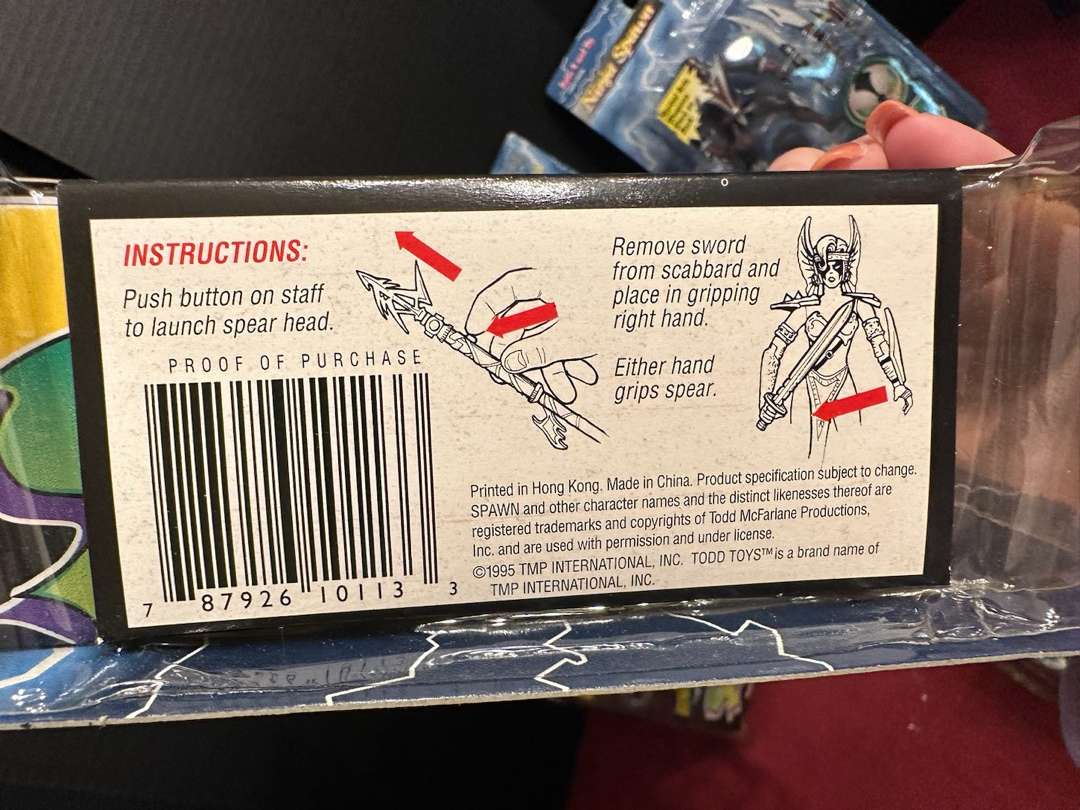 Ninja Spawn
INSTRUCTIONS:
Push button on staff
to launch spear head.
PROOF OF PURCHASE
7 87926 10113 3
Remove sword
from scabbard and
place in gripping
right hand.
Either hand
grips spear.
Printed in Hong Kong. Made in China. Product specification subject to change.
SPAWN and other character names and the distinct likenesses thereof are
registered trademarks and copyrights of Todd McFarlane Productions,
Inc. and are used with permission and under license.
©1995 TMP INTERNATIONAL, INC. TODD TOYS™ is a brand name of
TMP INTERNATIONAL, INC.